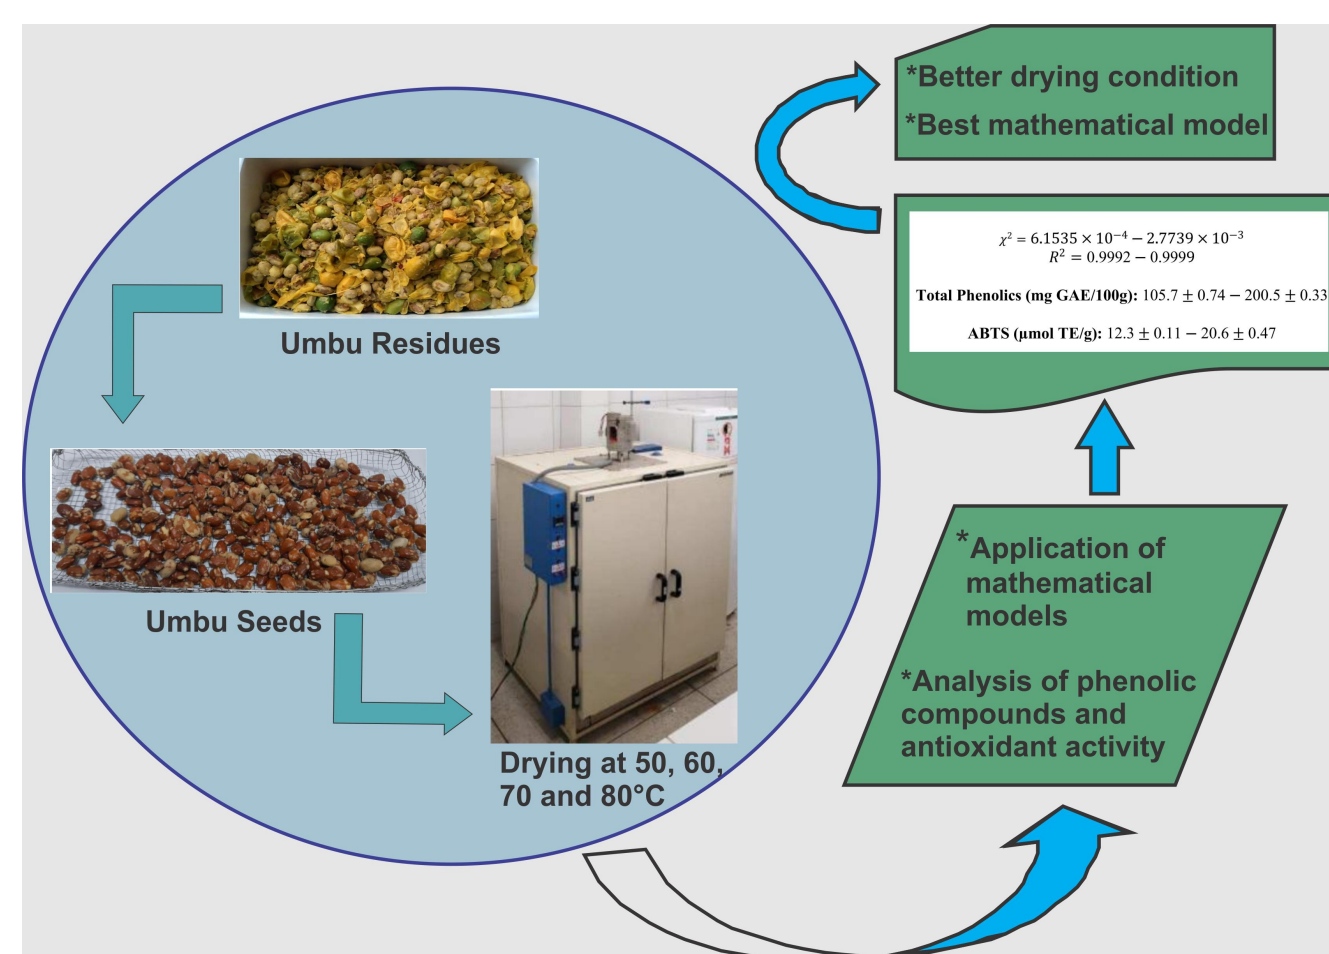 Umbu Residues
Umbu Seeds
Drying at 50, 60,
70 and 80°C
*Application of
mathematical
models
*Analysis of phenolic
compounds and
antioxidant activity
χ² = 6.1535 × 10⁻⁴ − 2.7739 × 10⁻³
R² = 0.9992 − 0.9999
Total Phenolics (mg GAE/100g): 105.7 ± 0.74 − 200.5 ± 0.33
ABTS (µmol TE/g): 12.3 ± 0.11 − 20.6 ± 0.47
*Better drying condition
*Best mathematical model